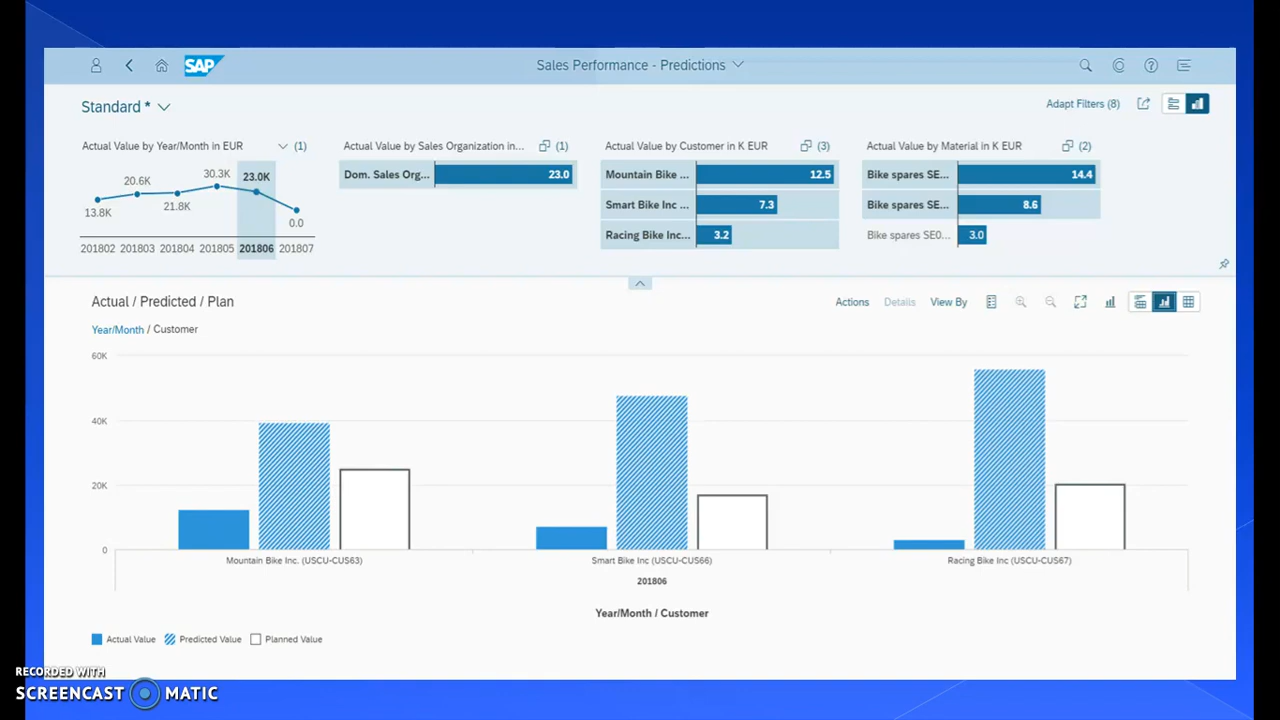 SAP
Sales Performance - Predictions
Standard *
Adapt Filters (8)
Actual Value by Year/Month in EUR
(1)
13.8K
20.6K
21.8K
30.3K
23.0K
0.0
201802 201803 201804 201805 201806 201807
Actual Value by Sales Organization in...
(1)
Dom. Sales Org... 23.0
Actual Value by Customer in K EUR
(3)
Mountain Bike ... 12.5
Smart Bike Inc ... 7.3
Racing Bike Inc... 3.2
Actual Value by Material in K EUR
(2)
Bike spares SE... 14.4
Bike spares SE... 8.6
Bike spares SE0... 3.0
Actual / Predicted / Plan
Actions Details View By
Year/Month / Customer
60K
40K
20K
0
Mountain Bike Inc. (USCU-CUS63)
Smart Bike Inc (USCU-CUS66)
Racing Bike Inc (USCU-CUS67)
201806
Year/Month / Customer
Actual Value Predicted Value Planned Value
RECORDED WITH
SCREENCAST MATIC